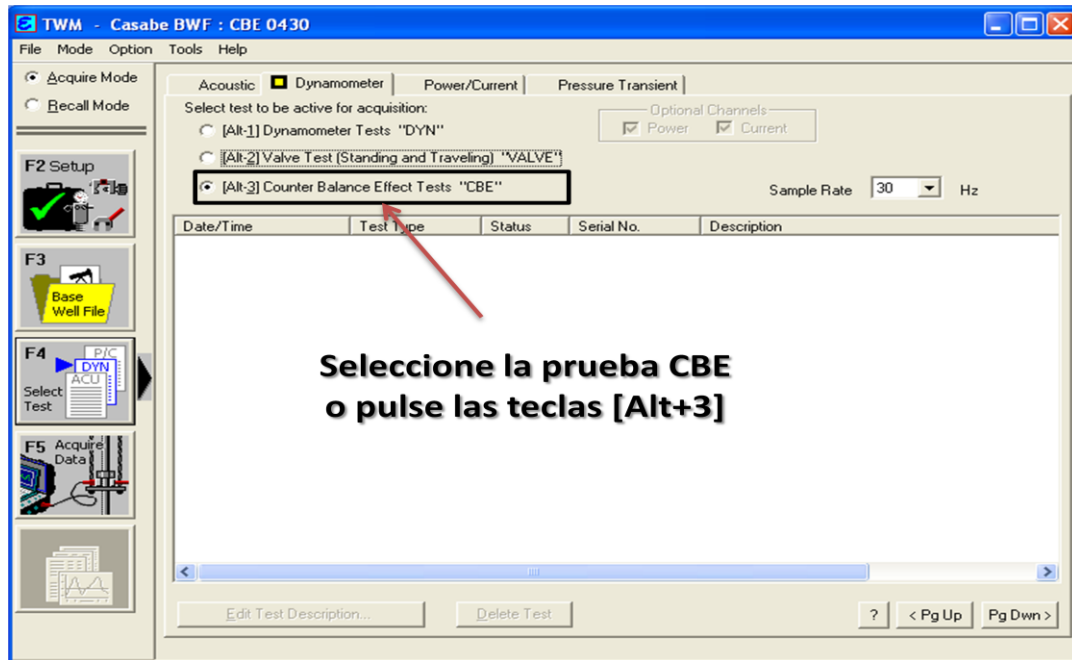 TWM - Casabe BWF : CBE 0430
File Mode Option Tools Help
Acquire Mode
Recall Mode
Acoustic Dynamometer Power/Current Pressure Transient
Select test to be active for acquisition:
Optional Channels
[Alt-1] Dynamometer Tests "DYN"
Power Current
[Alt-2] Valve Test (Standing and Traveling) "VALVE"
[Alt-3] Counter Balance Effect Tests "CBE"
Sample Rate 30 Hz
Date/Time Test Type Status Serial No. Description
F2 Setup
F3
Base
Well File
F4
P/C
DYN
ACU
Select
Test
F5 Acquire
Data
Seleccione la prueba CBE
o pulse las teclas [Alt+3]
Edit Test Description... Delete Test ? < Pg Up Pg Dwn >